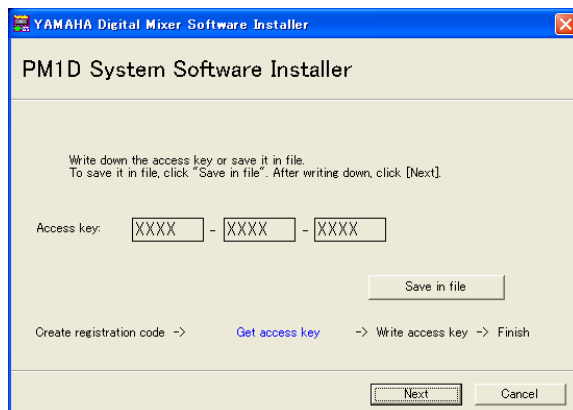 YAMAHA Digital Mixer Software Installer
PM1D System Software Installer
Write down the access key or save it in file.
To save it in file, click "Save in file". After writing down, click [Next].
Access key: XXXX - XXXX - XXXX
Save in file
Create registration code -> Get access key -> Write access key -> Finish
Next Cancel